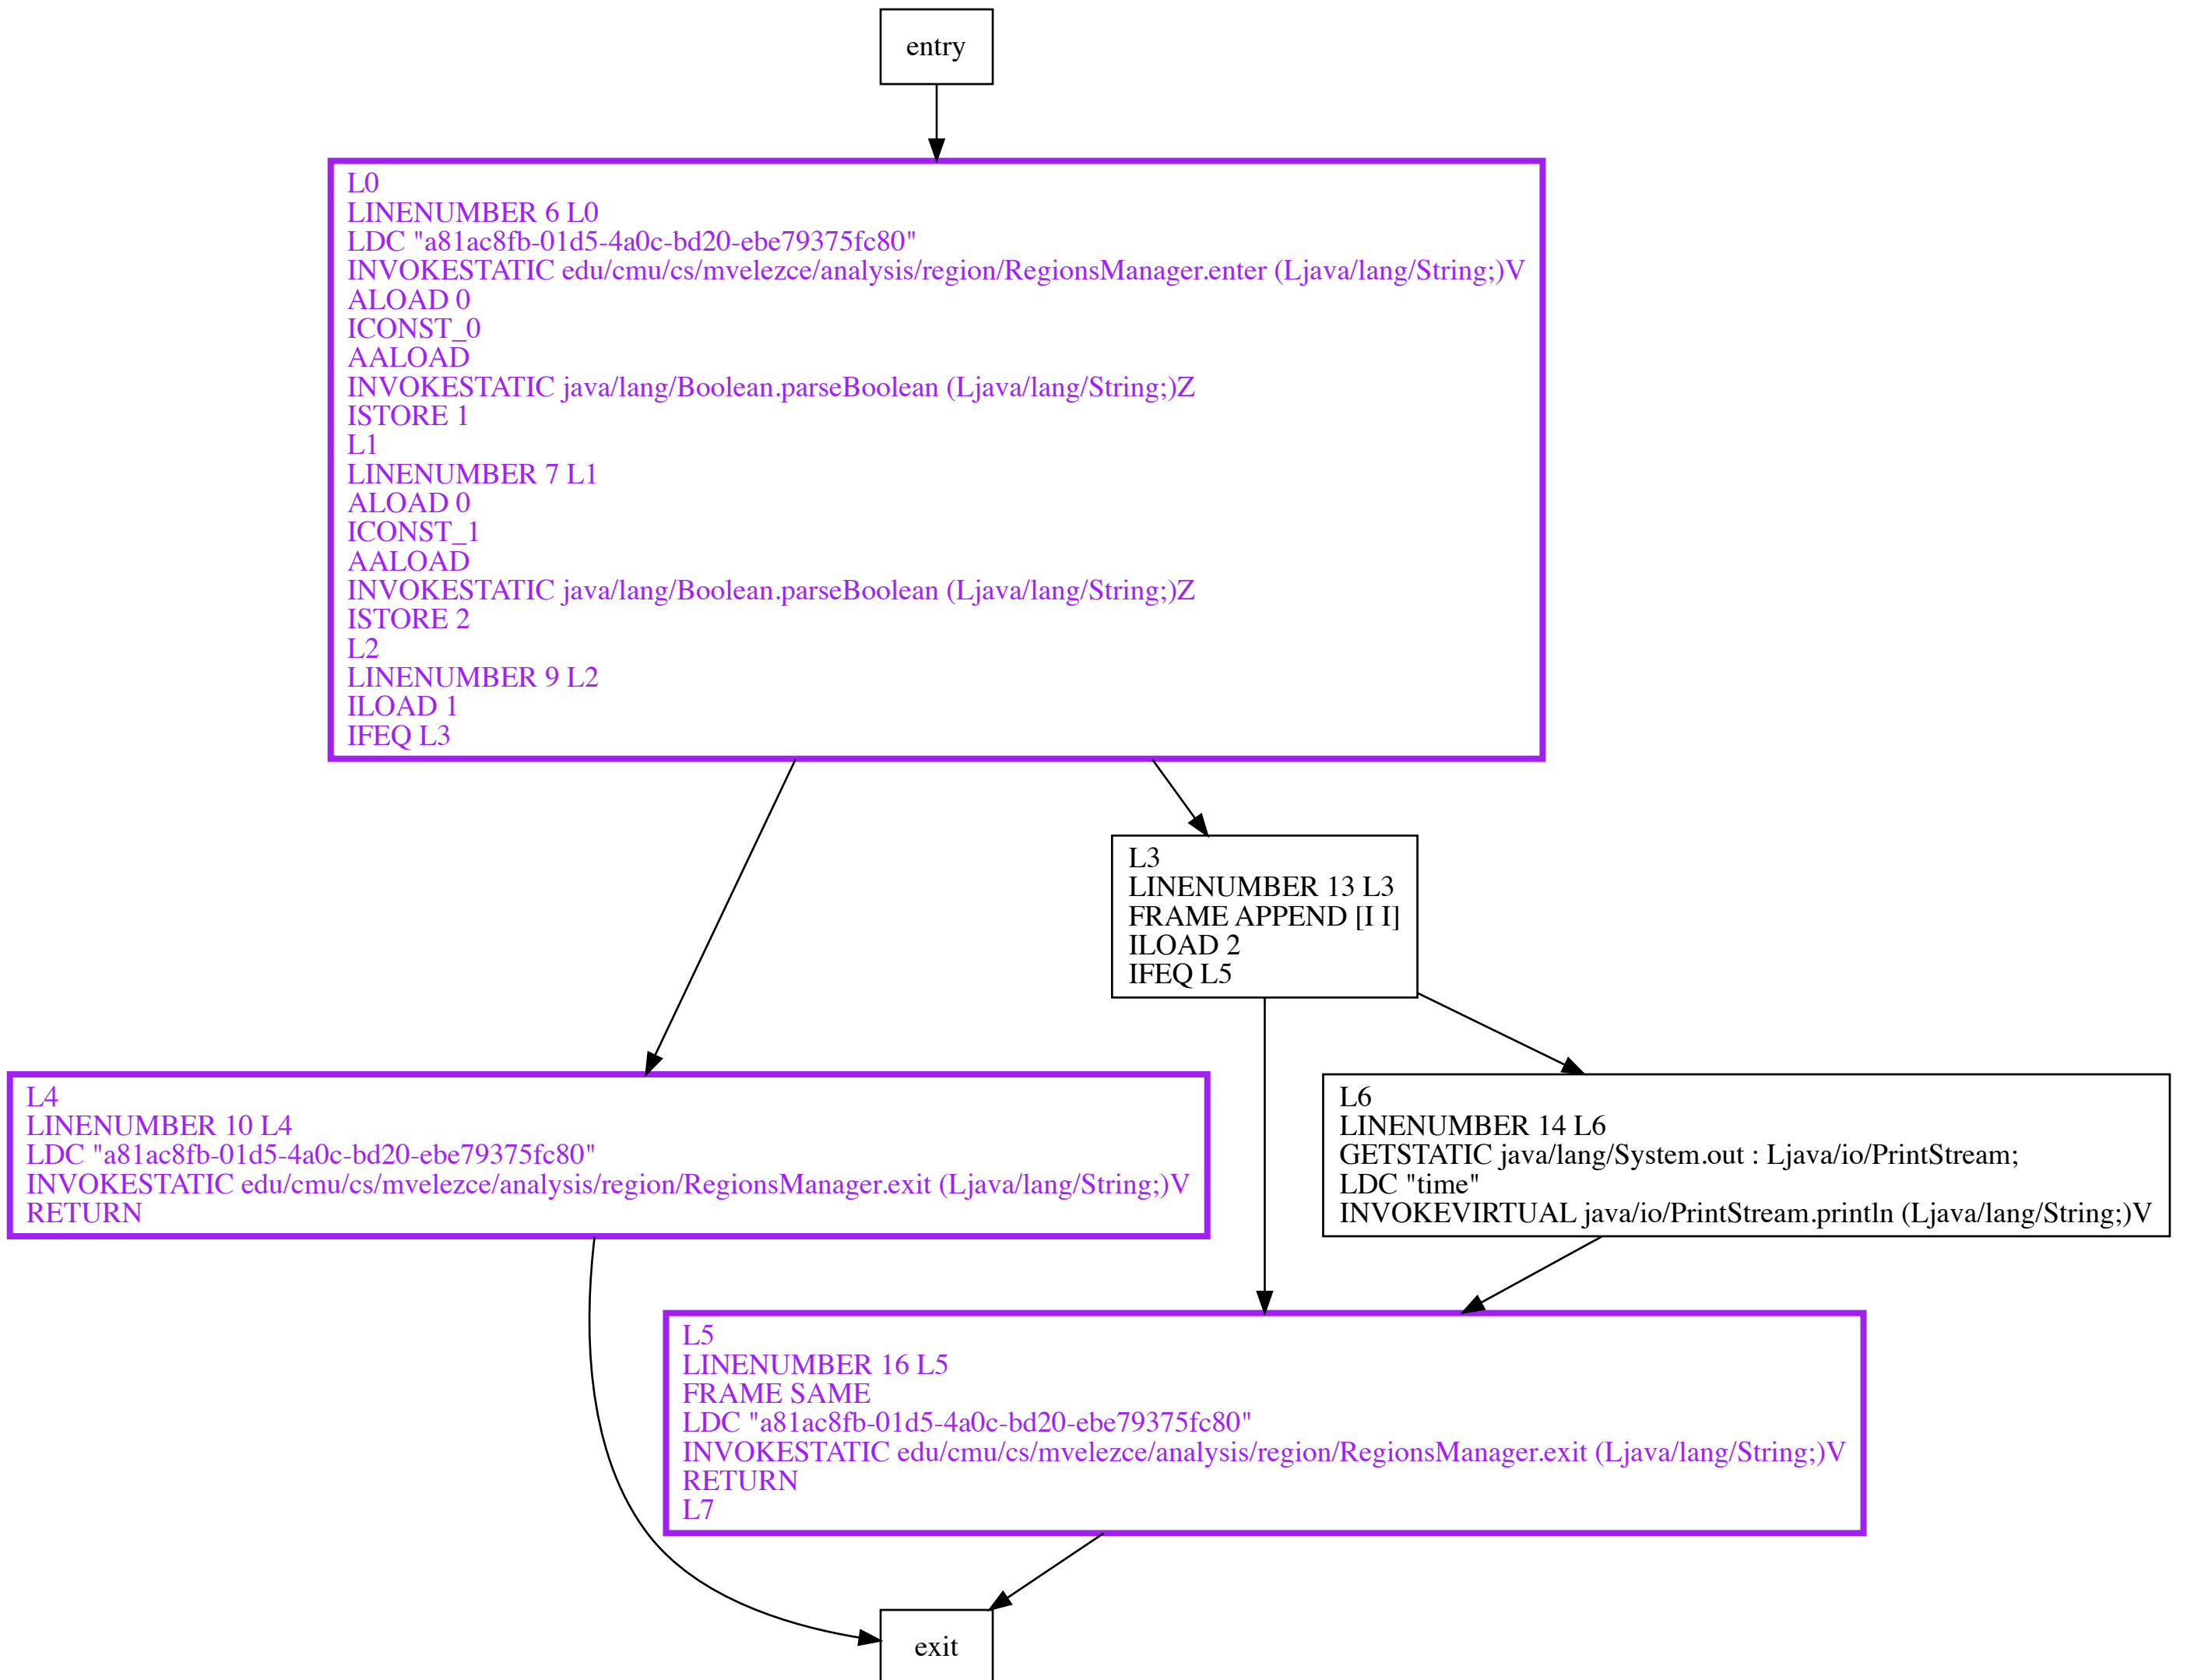 entry
L0
LINENUMBER 6 L0
LDC "a81ac8fb-01d5-4a0c-bd20-ebe79375fc80"
INVOKESTATIC edu/cmu/cs/mvelezce/analysis/region/RegionsManager.enter (Ljava/lang/String;)V
ALOAD 0
ICONST_0
AALOAD
INVOKESTATIC java/lang/Boolean.parseBoolean (Ljava/lang/String;)Z
ISTORE 1
L1
LINENUMBER 7 L1
ALOAD 0
ICONST_1
AALOAD
INVOKESTATIC java/lang/Boolean.parseBoolean (Ljava/lang/String;)Z
ISTORE 2
L2
LINENUMBER 9 L2
ILOAD 1
IFEQ L3
L3
LINENUMBER 13 L3
FRAME APPEND [I I]
ILOAD 2
IFEQ L5
L4
LINENUMBER 10 L4
LDC "a81ac8fb-01d5-4a0c-bd20-ebe79375fc80"
INVOKESTATIC edu/cmu/cs/mvelezce/analysis/region/RegionsManager.exit (Ljava/lang/String;)V
RETURN
L6
LINENUMBER 14 L6
GETSTATIC java/lang/System.out : Ljava/io/PrintStream;
LDC "time"
INVOKEVIRTUAL java/io/PrintStream.println (Ljava/lang/String;)V
L5
LINENUMBER 16 L5
FRAME SAME
LDC "a81ac8fb-01d5-4a0c-bd20-ebe79375fc80"
INVOKESTATIC edu/cmu/cs/mvelezce/analysis/region/RegionsManager.exit (Ljava/lang/String;)V
RETURN
L7
exit